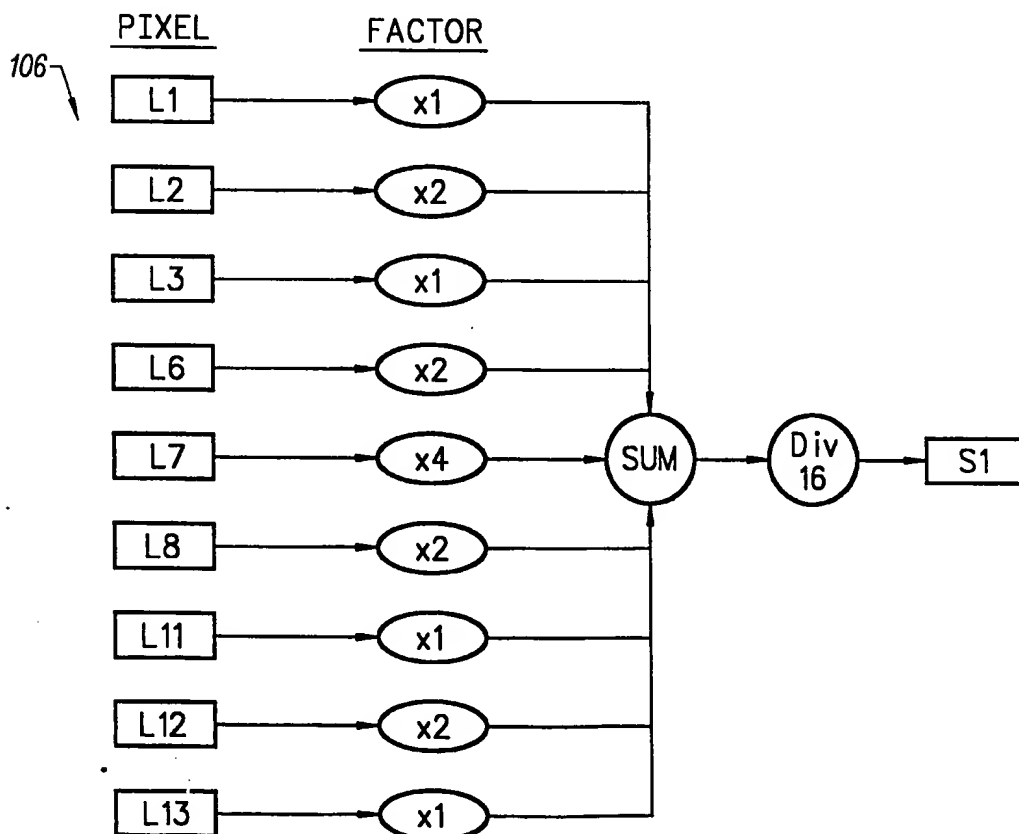 PIXEL FACTOR
106
L1 x1
L2 x2
L3 x1
L6 x2
L7 x4 SUM Div 16 S1
L8 x2
L11 x1
L12 x2
L13 x1